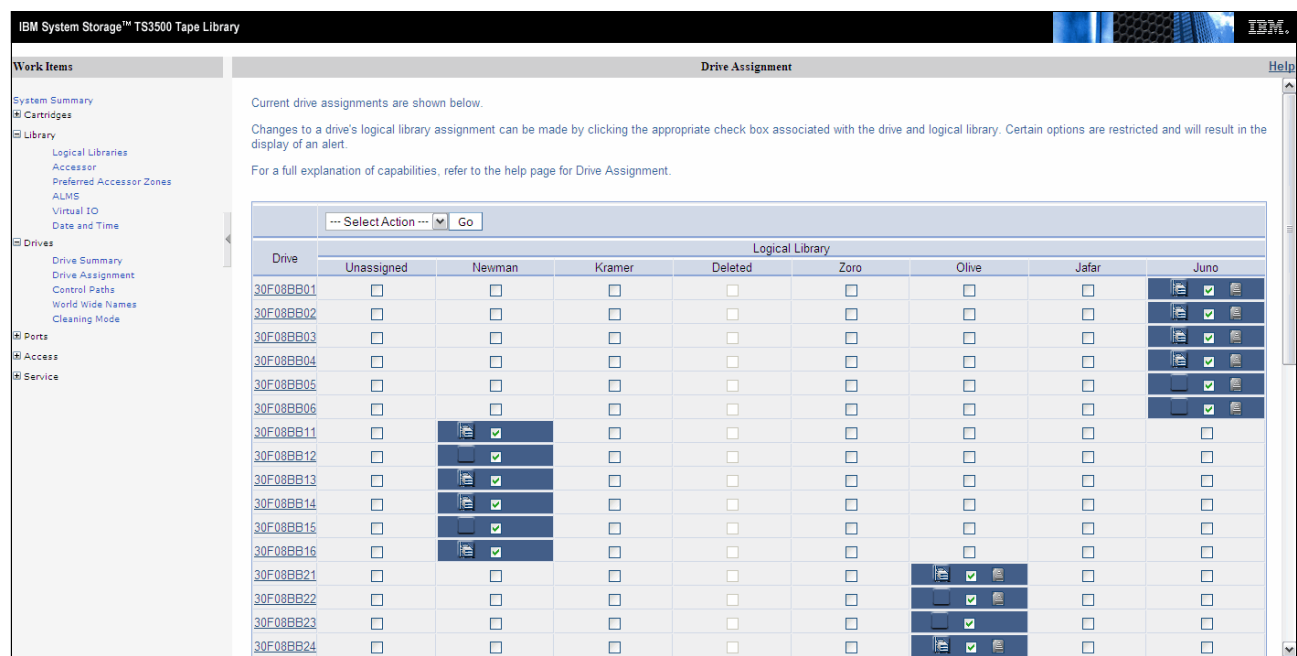 IBM System Storage™ TS3500 Tape Library
IBM®
Work Items
Drive Assignment
Help
System Summary
Cartridges
Library
Logical Libraries
Accessor
Preferred Accessor Zones
ALMS
Virtual IO
Date and Time
Drives
Drive Summary
Drive Assignment
Control Paths
World Wide Names
Cleaning Mode
Ports
Access
Service
Current drive assignments are shown below.
Changes to a drive's logical library assignment can be made by clicking the appropriate check box associated with the drive and logical library. Certain options are restricted and will result in the
display of an alert.
For a full explanation of capabilities, refer to the help page for Drive Assignment.
--- Select Action --- Go
Drive
Logical Library
Unassigned Newman Kramer Deleted Zoro Olive Jafar Juno
30F08BB01
30F08BB02
30F08BB03
30F08BB04
30F08BB05
30F08BB06
30F08BB11
30F08BB12
30F08BB13
30F08BB14
30F08BB15
30F08BB16
30F08BB21
30F08BB22
30F08BB23
30F08BB24